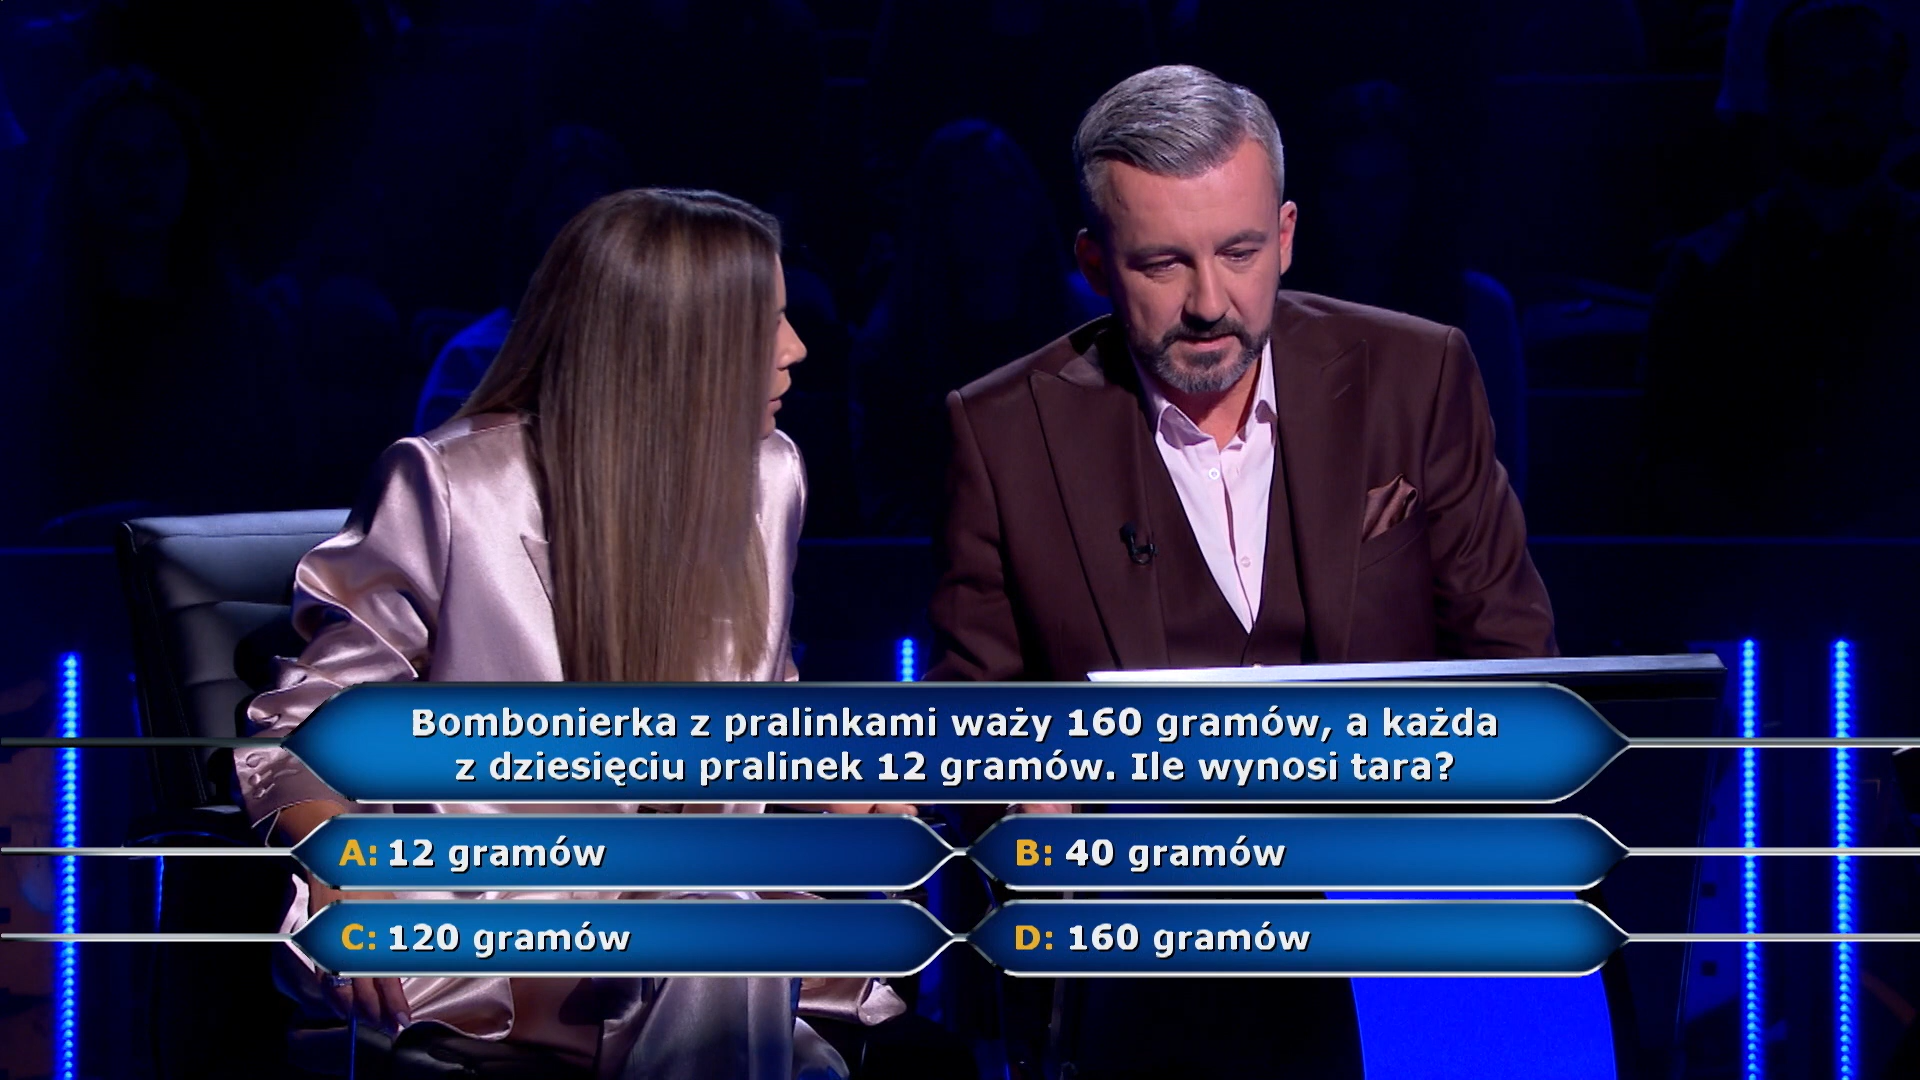 Bombonierka z pralinkami waży 160 gramów, a każda
z dziesięciu pralinek 12 gramów. Ile wynosi tara?
A: 12 gramów
B: 40 gramów
C: 120 gramów
D: 160 gramów